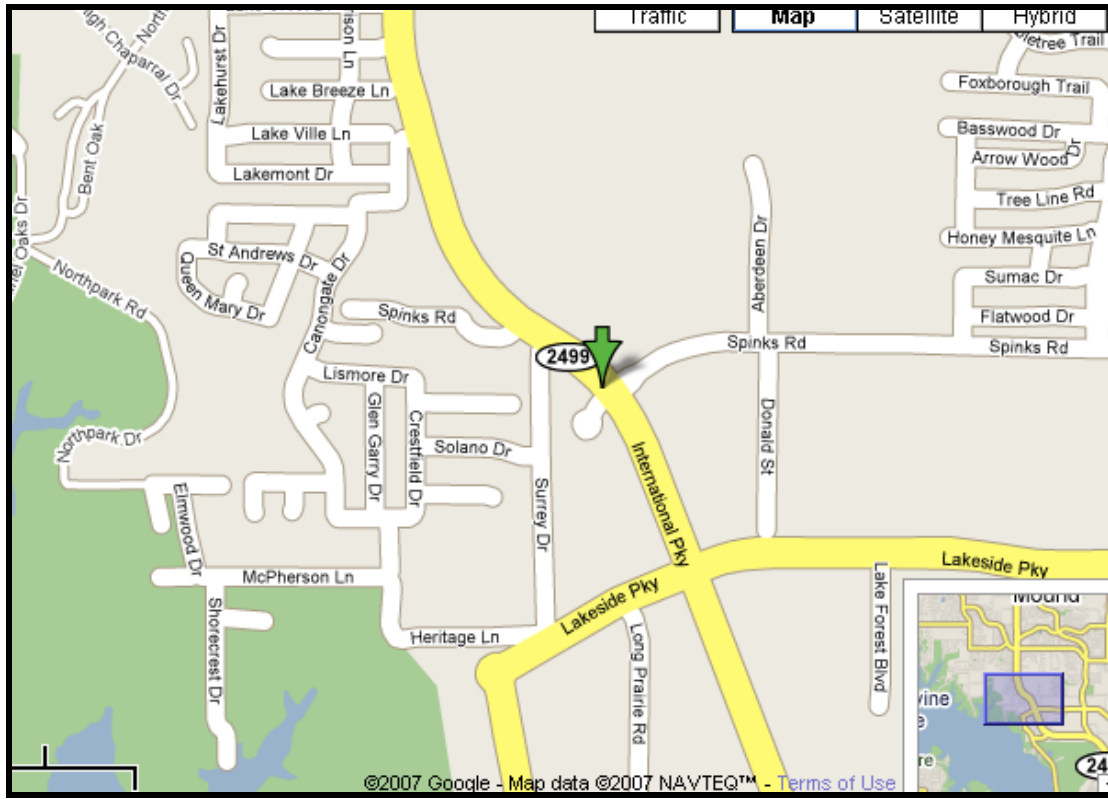 Traffic
Map
Satellite
Hybrid
Lakehurst Dr
Lake Breeze Ln
Chaparral Dr
Lake Ville Ln
Lakemont Dr
Bent Oak
Foxborough Trail
Basswood Dr
Arrow Wood Dr
Tree Line Rd
Honey Mesquite Ln
Sumac Dr
Flatwood Dr
Spinks Rd
Spinks Rd
Aberdeen Dr
Oaks Dr
Northpark Rd
St Andrews Dr
Queen Mary Dr
Canongate Dr
Spinks Rd
2499
Lismore Dr
Glen Garry Dr
Crestfield Dr
Solano Dr
Surrey Dr
Donald St
International Pky
Northpark Dr
Elmwood Dr
McPherson Ln
Shorecrest Dr
Heritage Ln
Lakeside Pky
Lakeside Pky
Long Prairie Rd
Lake Forest Blvd
Mound
©2007 Google - Map data ©2007 NAVTEQ™ - Terms of Use